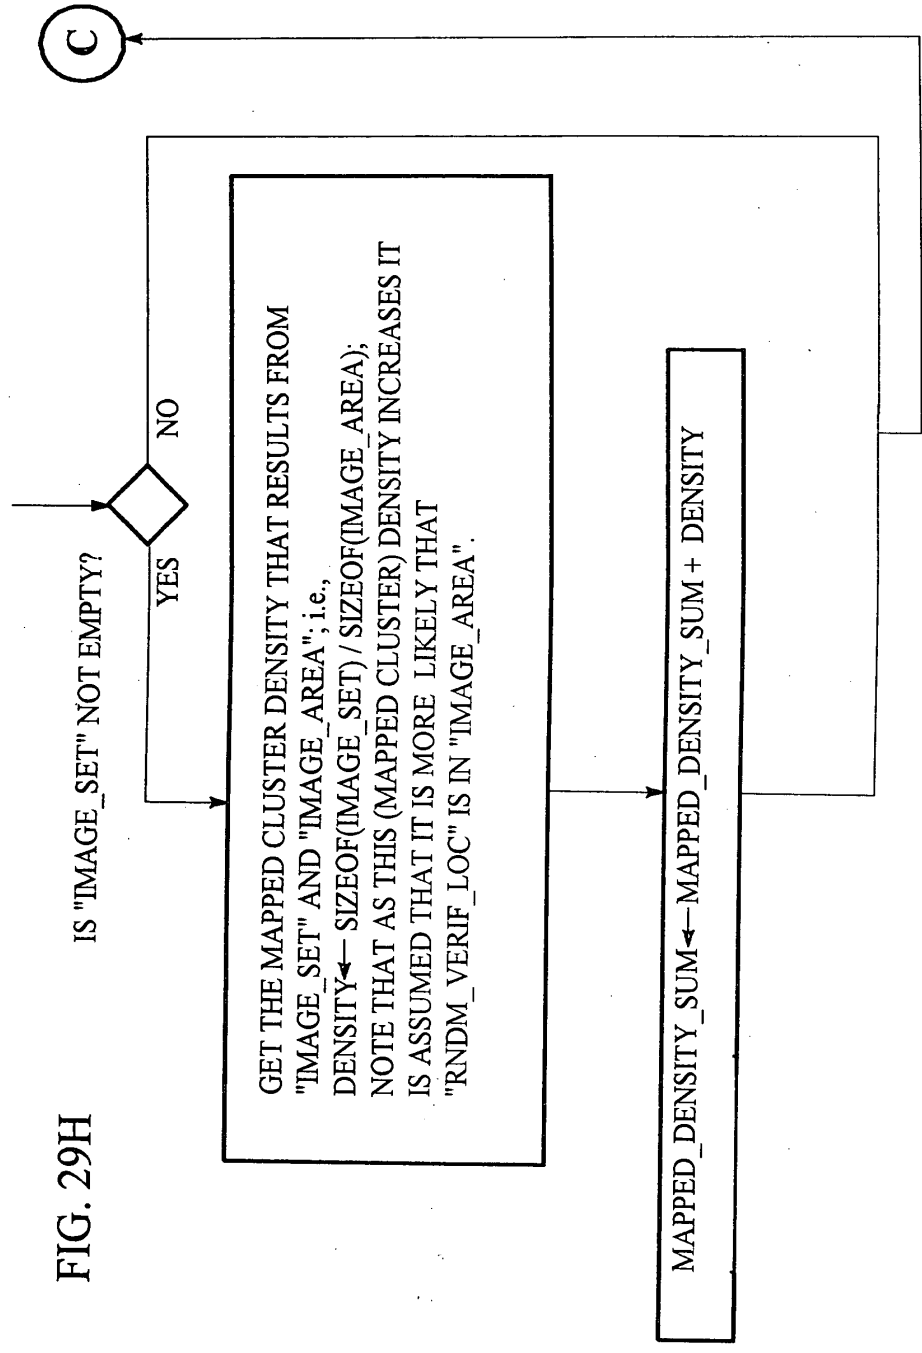 FIG. 29H
IS "IMAGE_SET" NOT EMPTY?
YES
NO
C
GET THE MAPPED CLUSTER DENSITY THAT RESULTS FROM
"IMAGE_SET" AND "IMAGE_AREA"; i.e.,
DENSITY← SIZEOF(IMAGE_SET) / SIZEOF(IMAGE_AREA);
NOTE THAT AS THIS (MAPPED CLUSTER) DENSITY INCREASES IT
IS ASSUMED THAT IT IS MORE LIKELY THAT
"RNDM_VERIF_LOC" IS IN "IMAGE_AREA".
MAPPED_DENSITY_SUM←MAPPED_DENSITY_SUM + DENSITY